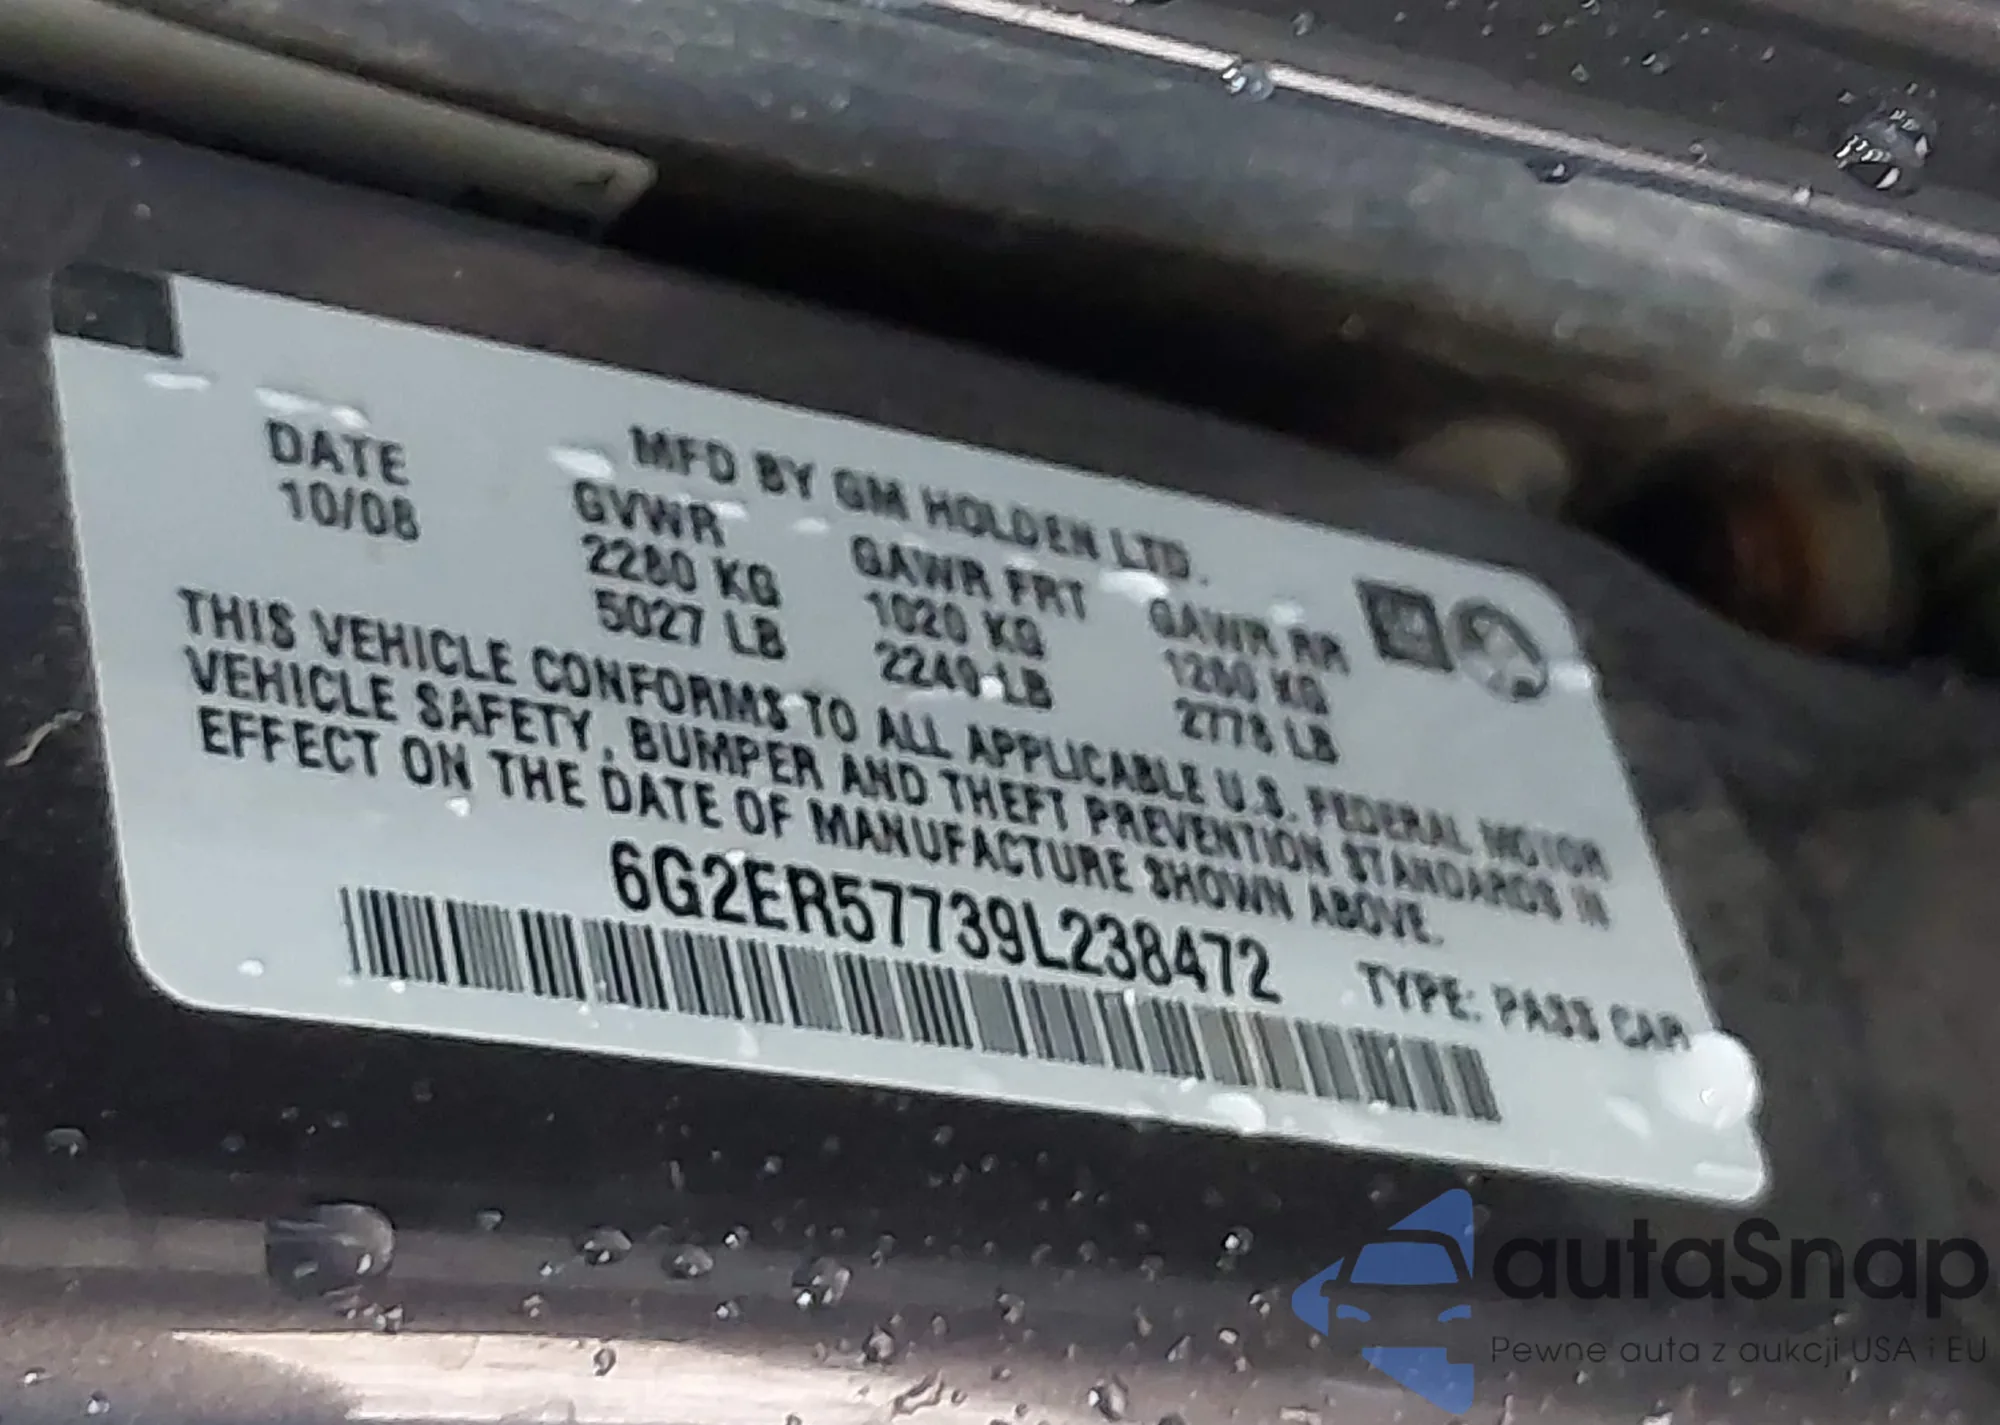 MFD BY GM HOLDEN LTD.
DATE
10/08
GVWR
2280 KG
5027 LB
GAWR FRT
1020 KG
2249 LB
GAWR RR
1260 KG
2778 LB
THIS VEHICLE CONFORMS TO ALL APPLICABLE U.S. FEDERAL MOTOR
VEHICLE SAFETY, BUMPER AND THEFT PREVENTION STANDARDS IN
EFFECT ON THE DATE OF MANUFACTURE SHOWN ABOVE.
6G2ER57739L238472
TYPE: PASS CAR
autaSnap
Pewne auta z aukcji USA i EU